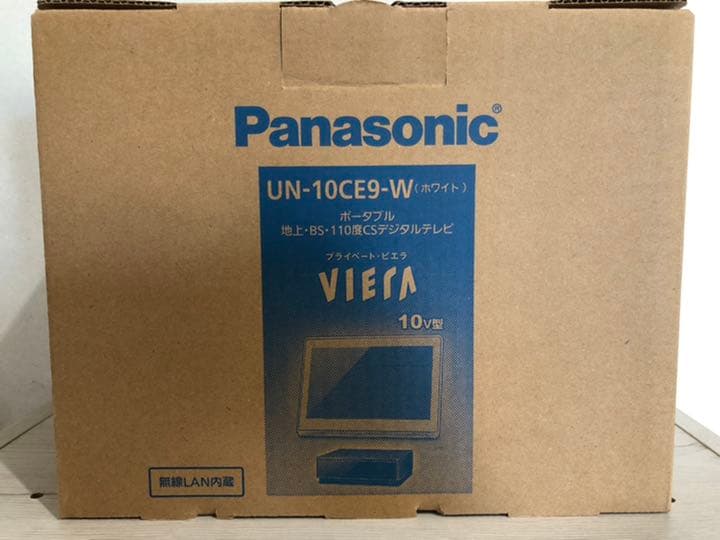 Panasonic®
UN-10CE9-W(ホワイト)
ポータブル
地上・BS・110度CSデジタルテレビ
プライベート・ビエラ
VIErA
10V型
無線LAN内蔵